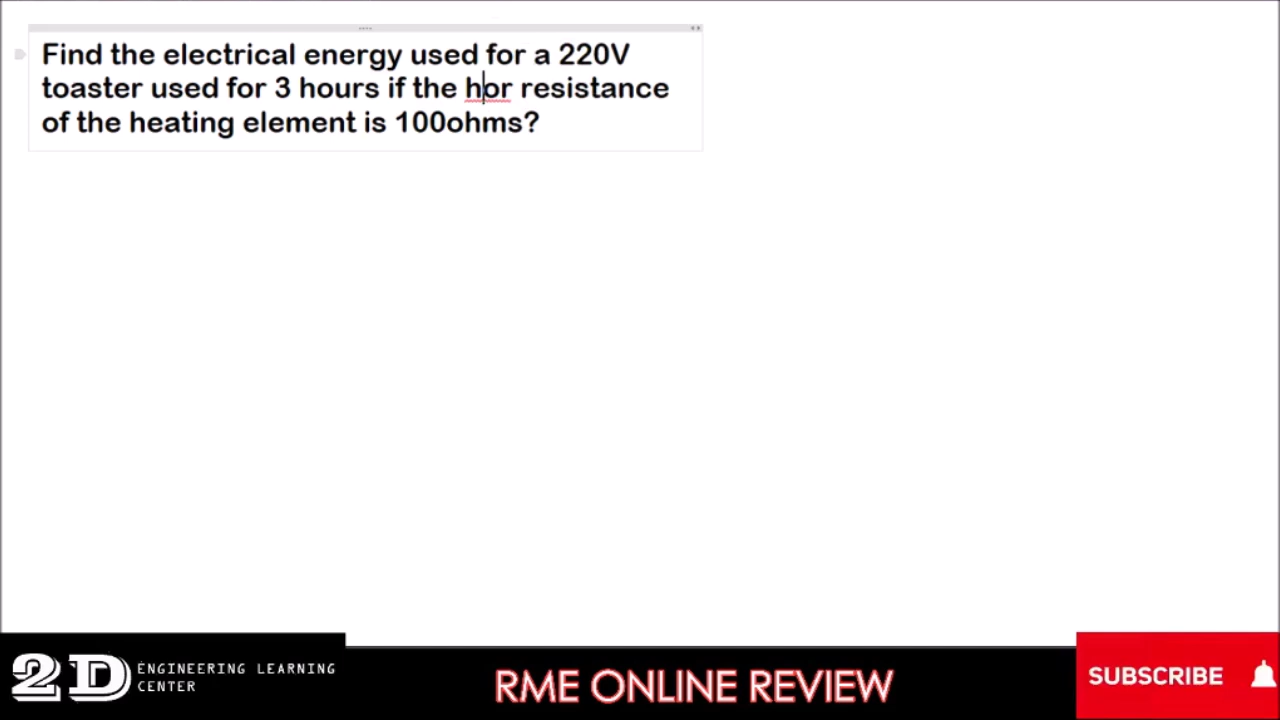 Find the electrical energy used for a 220V
toaster used for 3 hours if the hor resistance
of the heating element is 100ohms?
2D ENGINEERING LEARNING
CENTER
RME ONLINE REVIEW
SUBSCRIBE